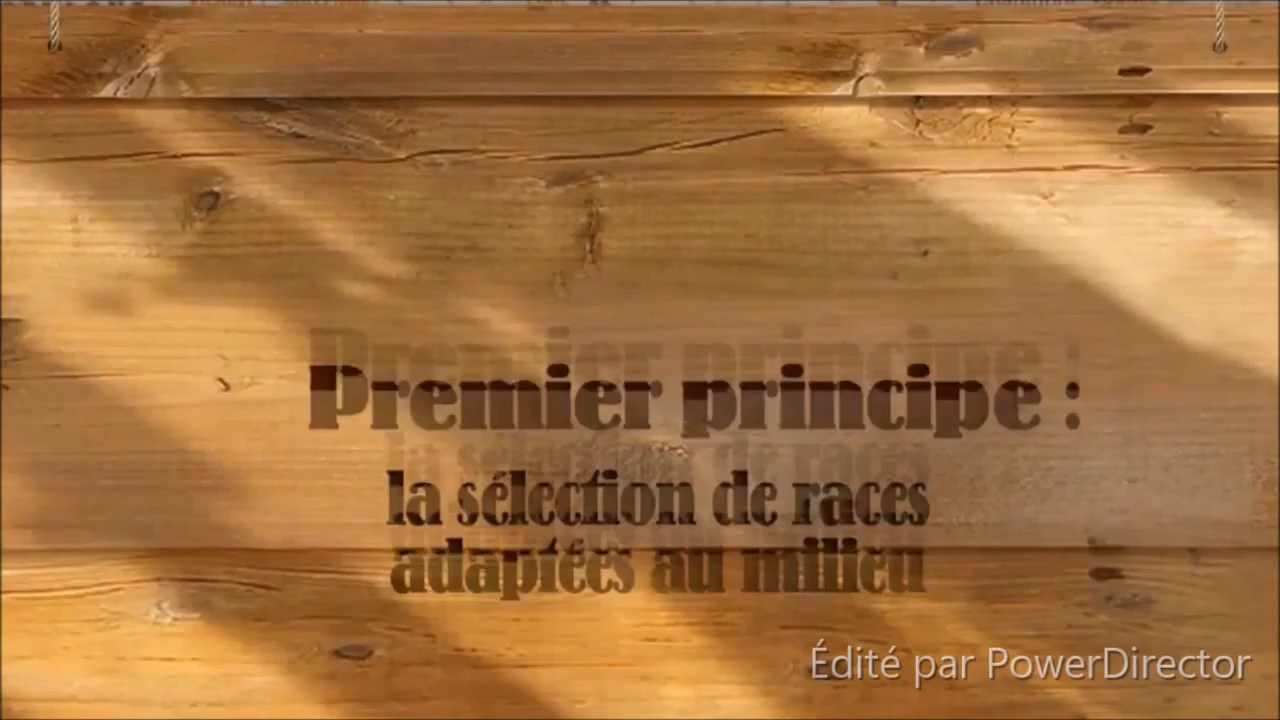 Premier principe :
la sélection de races
adaptées au milieu
Édité par PowerDirector